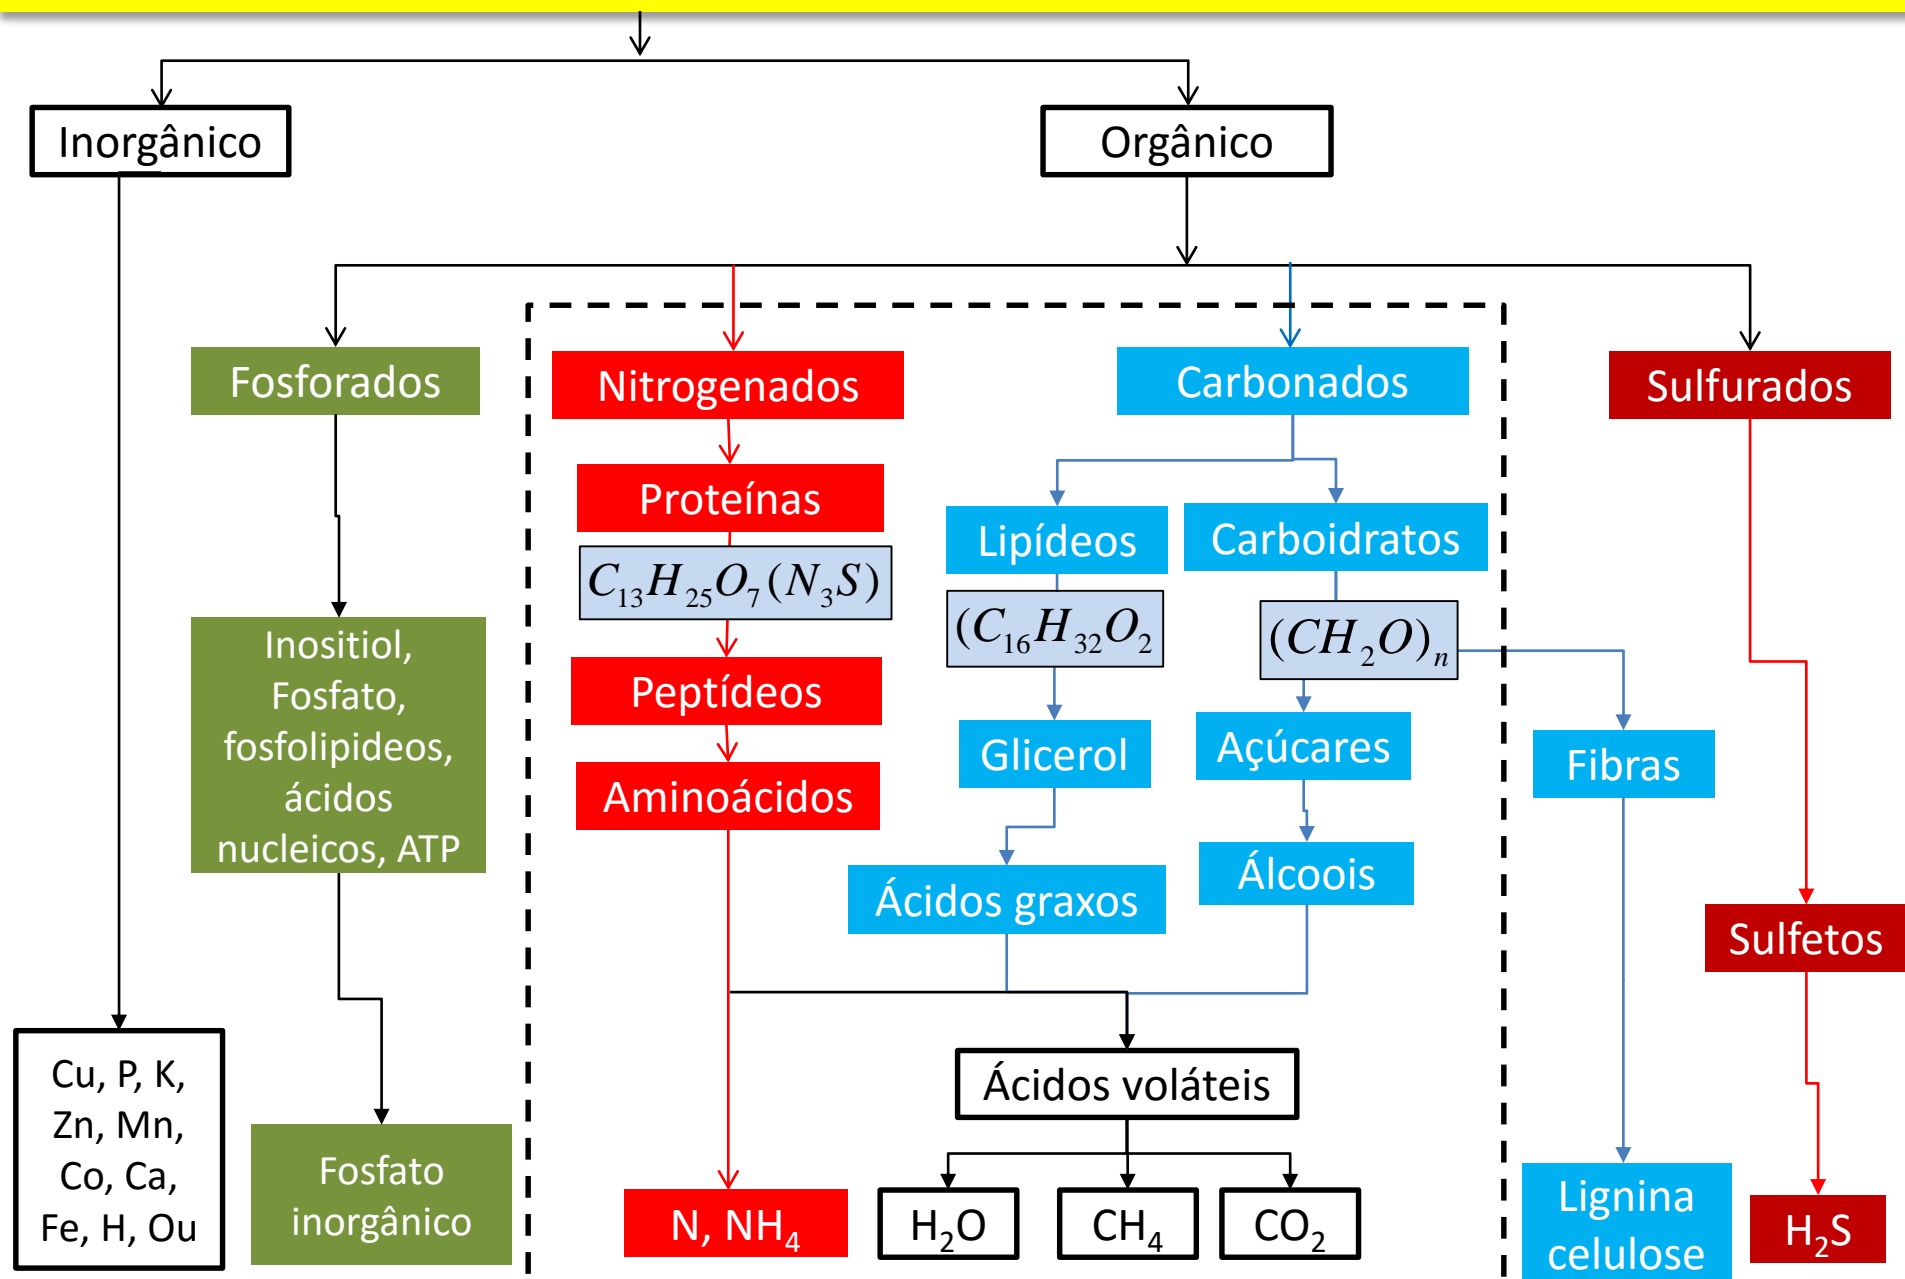 Inorgânico
Orgânico
Fosforados
Nitrogenados
Carbonados
Sulfurados
Proteínas
Lipídeos
Carboidratos
C₁₃H₂₅O₇(N₃S)
(C₁₆H₃₂O₂
(CH₂O)ₙ
Inositiol,
Fosfato,
fosfolipideos,
ácidos
nucleicos, ATP
Peptídeos
Glicerol
Açúcares
Fibras
Aminoácidos
Ácidos graxos
Álcoois
Sulfetos
Cu, P, K,
Zn, Mn,
Co, Ca,
Fe, H, Ou
Fosfato
inorgânico
Ácidos voláteis
N, NH₄
H₂O
CH₄
CO₂
Lignina
celulose
H₂S